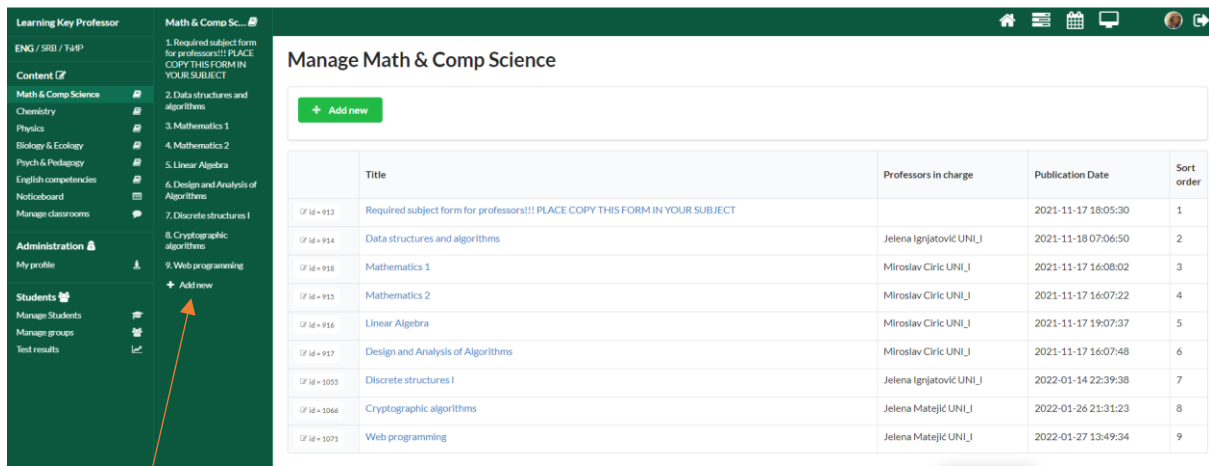 Learning Key Professor
ENG / SRB / ЋИР
Content
Math & Comp Science
Chemistry
Physics
Biology & Ecology
Psych & Pedagogy
English competencies
Noticeboard
Manage classrooms
Administration
My profile
Students
Manage Students
Manage groups
Test results
Math & Comp Sc...
1. Required subject form
for professors!!! PLACE
COPY THIS FORM IN
YOUR SUBJECT
2. Data structures and
algorithms
3. Mathematics 1
4. Mathematics 2
5. Linear Algebra
6. Design and Analysis of
Algorithms
7. Discrete structures I
8. Cryptographic
algorithms
9. Web programming
+ Add new
Manage Math & Comp Science
+ Add new
Title Professors in charge Publication Date Sort order
id = 913 Required subject form for professors!!! PLACE COPY THIS FORM IN YOUR SUBJECT 2021-11-17 18:05:30 1
id = 914 Data structures and algorithms Jelena Ignjatović UNI_I 2021-11-18 07:06:50 2
id = 918 Mathematics 1 Miroslav Ciric UNI_I 2021-11-17 16:08:02 3
id = 915 Mathematics 2 Miroslav Ciric UNI_I 2021-11-17 16:07:22 4
id = 916 Linear Algebra Miroslav Ciric UNI_I 2021-11-17 19:07:37 5
id = 917 Design and Analysis of Algorithms Miroslav Ciric UNI_I 2021-11-17 16:07:48 6
id = 1055 Discrete structures I Jelena Ignjatović UNI_I 2022-01-14 22:39:38 7
id = 1066 Cryptographic algorithms Jelena Matejić UNI_I 2022-01-26 21:31:23 8
id = 1071 Web programming Jelena Matejić UNI_I 2022-01-27 13:49:34 9